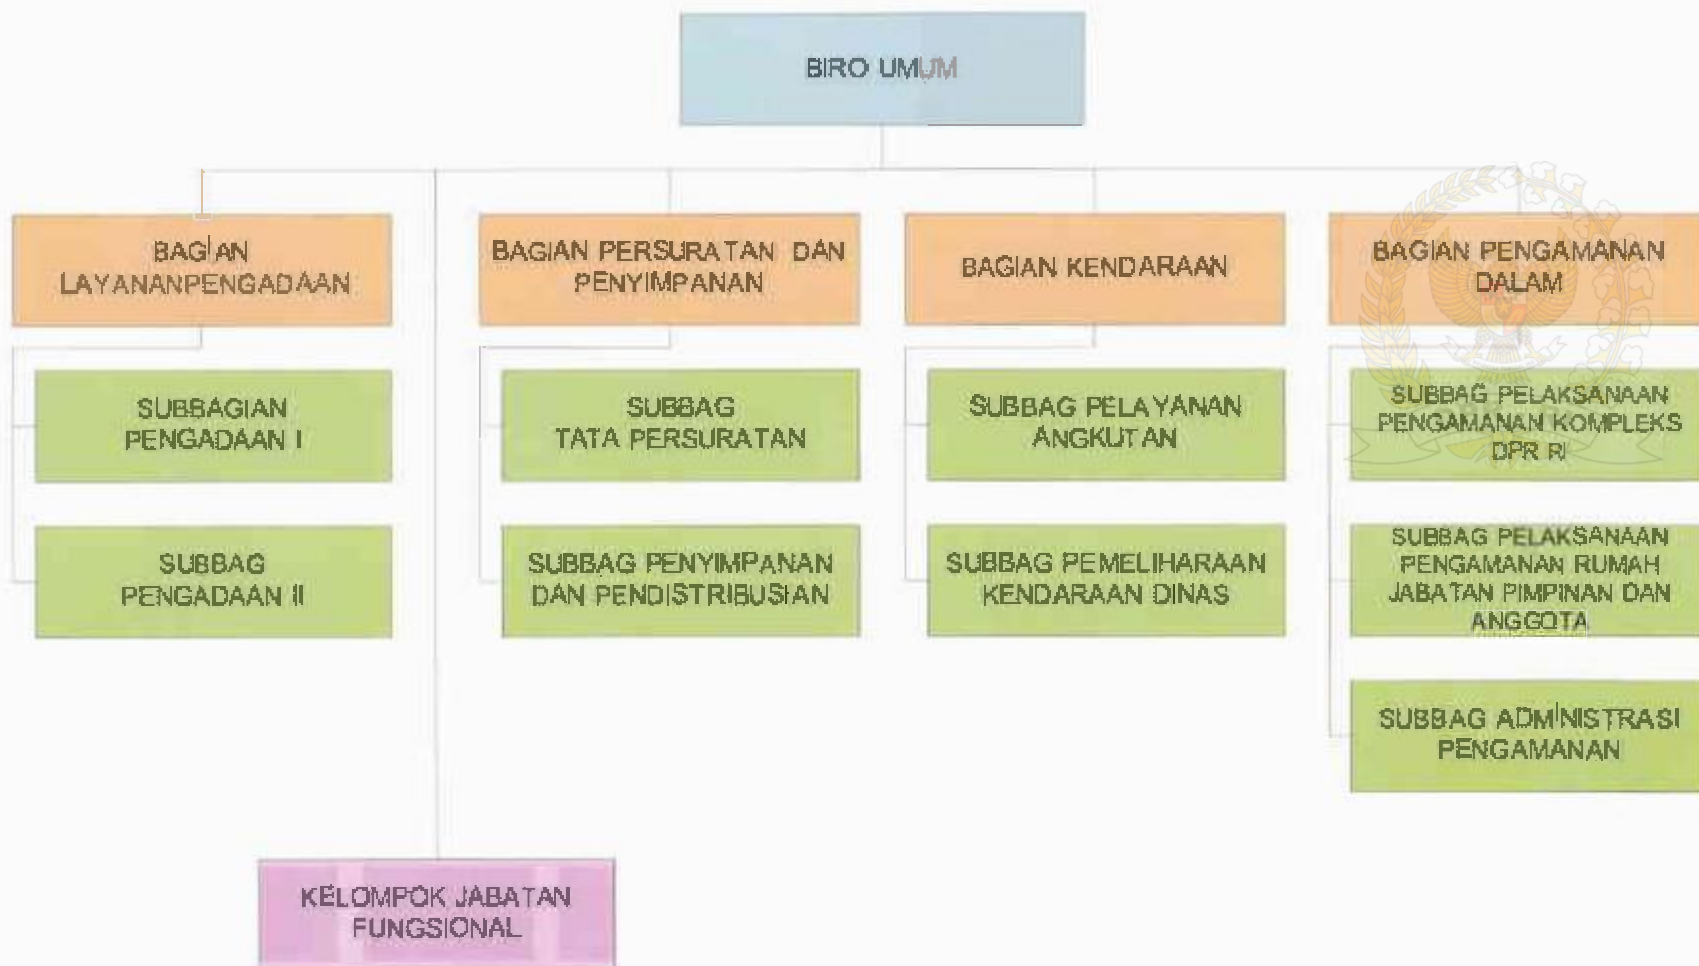 BIRO UMUM
BAGIAN
LAYANANPENGADAAN
SUBBAGIAN
PENGADAAN I
SUBBAG
PENGADAAN II
BAGIAN PERSURATAN DAN
PENYIMPANAN
SUBBAG
TATA PERSURATAN
SUBBAG PENYIMPANAN
DAN PENDISTRIBUSIAN
BAGIAN KENDARAAN
SUBBAG PELAYANAN
ANGKUTAN
SUBBAG PEMELIHARAAN
KENDARAAN DINAS
BAGIAN PENGAMANAN
DALAM
SUBBAG PELAKSANAAN
PENGAMANAN KOMPLEKS
DPR RI
SUBBAG PELAKSANAAN
PENGAMANAN RUMAH
JABATAN PIMPINAN DAN
ANGGOTA
SUBBAG ADMINISTRASI
PENGAMANAN
KELOMPOK JABATAN
FUNGSIONAL